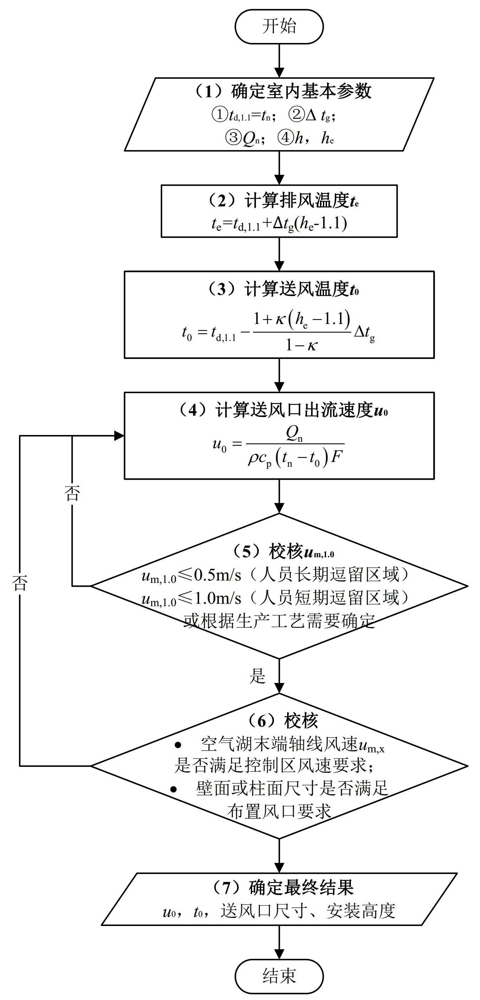 开始
（1）确定室内基本参数
①td,1.1=tn；②Δ tg；
③Qn；④h，he
（2）计算排风温度te
te=td,1.1+Δtg(he-1.1)
（3）计算送风温度t0
t0 = td,1.1 − (1+κ(he−1.1))/(1−κ) Δtg
（4）计算送风口出流速度u0
u0 = Qn/(ρcp(tn−t0)F)
否
（5）校核um,1.0
um,1.0≤0.5m/s（人员长期逗留区域）
否
um,1.0≤1.0m/s（人员短期逗留区域）
或根据生产工艺需要确定
是
（6）校核
● 空气湖末端轴线风速um,x
是否满足控制区风速要求；
● 壁面或柱面尺寸是否满足
布置风口要求
（7）确定最终结果
u0，t0，送风口尺寸、安装高度
结束